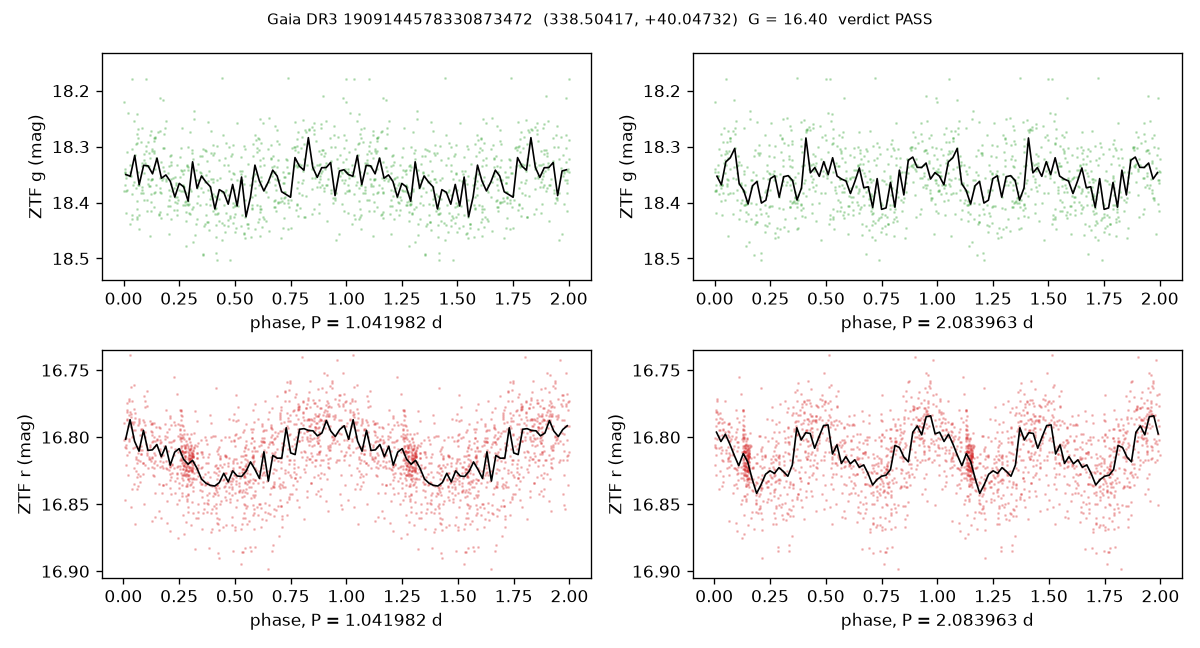 Gaia DR3 1909144578330873472  (338.50417, +40.04732)  G = 16.40  verdict PASS
ZTF g (mag)
18.2
18.3
18.4
18.5
0.00 0.25 0.50 0.75 1.00 1.25 1.50 1.75 2.00
phase, P = 1.041982 d
ZTF g (mag)
18.2
18.3
18.4
18.5
0.00 0.25 0.50 0.75 1.00 1.25 1.50 1.75 2.00
phase, P = 2.083963 d
ZTF r (mag)
16.75
16.80
16.85
16.90
0.00 0.25 0.50 0.75 1.00 1.25 1.50 1.75 2.00
phase, P = 1.041982 d
ZTF r (mag)
16.75
16.80
16.85
16.90
0.00 0.25 0.50 0.75 1.00 1.25 1.50 1.75 2.00
phase, P = 2.083963 d